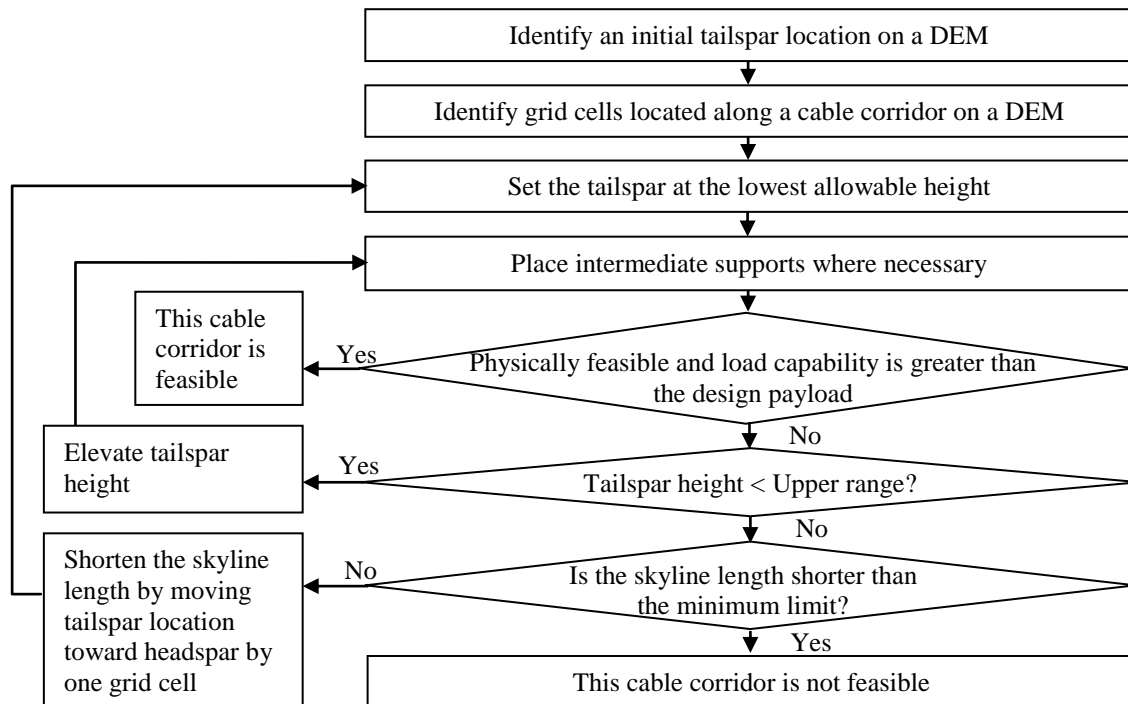 Identify an initial tailspar location on a DEM
Identify grid cells located along a cable corridor on a DEM
Set the tailspar at the lowest allowable height
Place intermediate supports where necessary
This cable
corridor is
feasible
Yes
Physically feasible and load capability is greater than
the design payload
No
Elevate tailspar
height
Yes
Tailspar height < Upper range?
No
Shorten the skyline
length by moving
tailspar location
toward headspar by
one grid cell
No
Is the skyline length shorter than
the minimum limit?
Yes
This cable corridor is not feasible